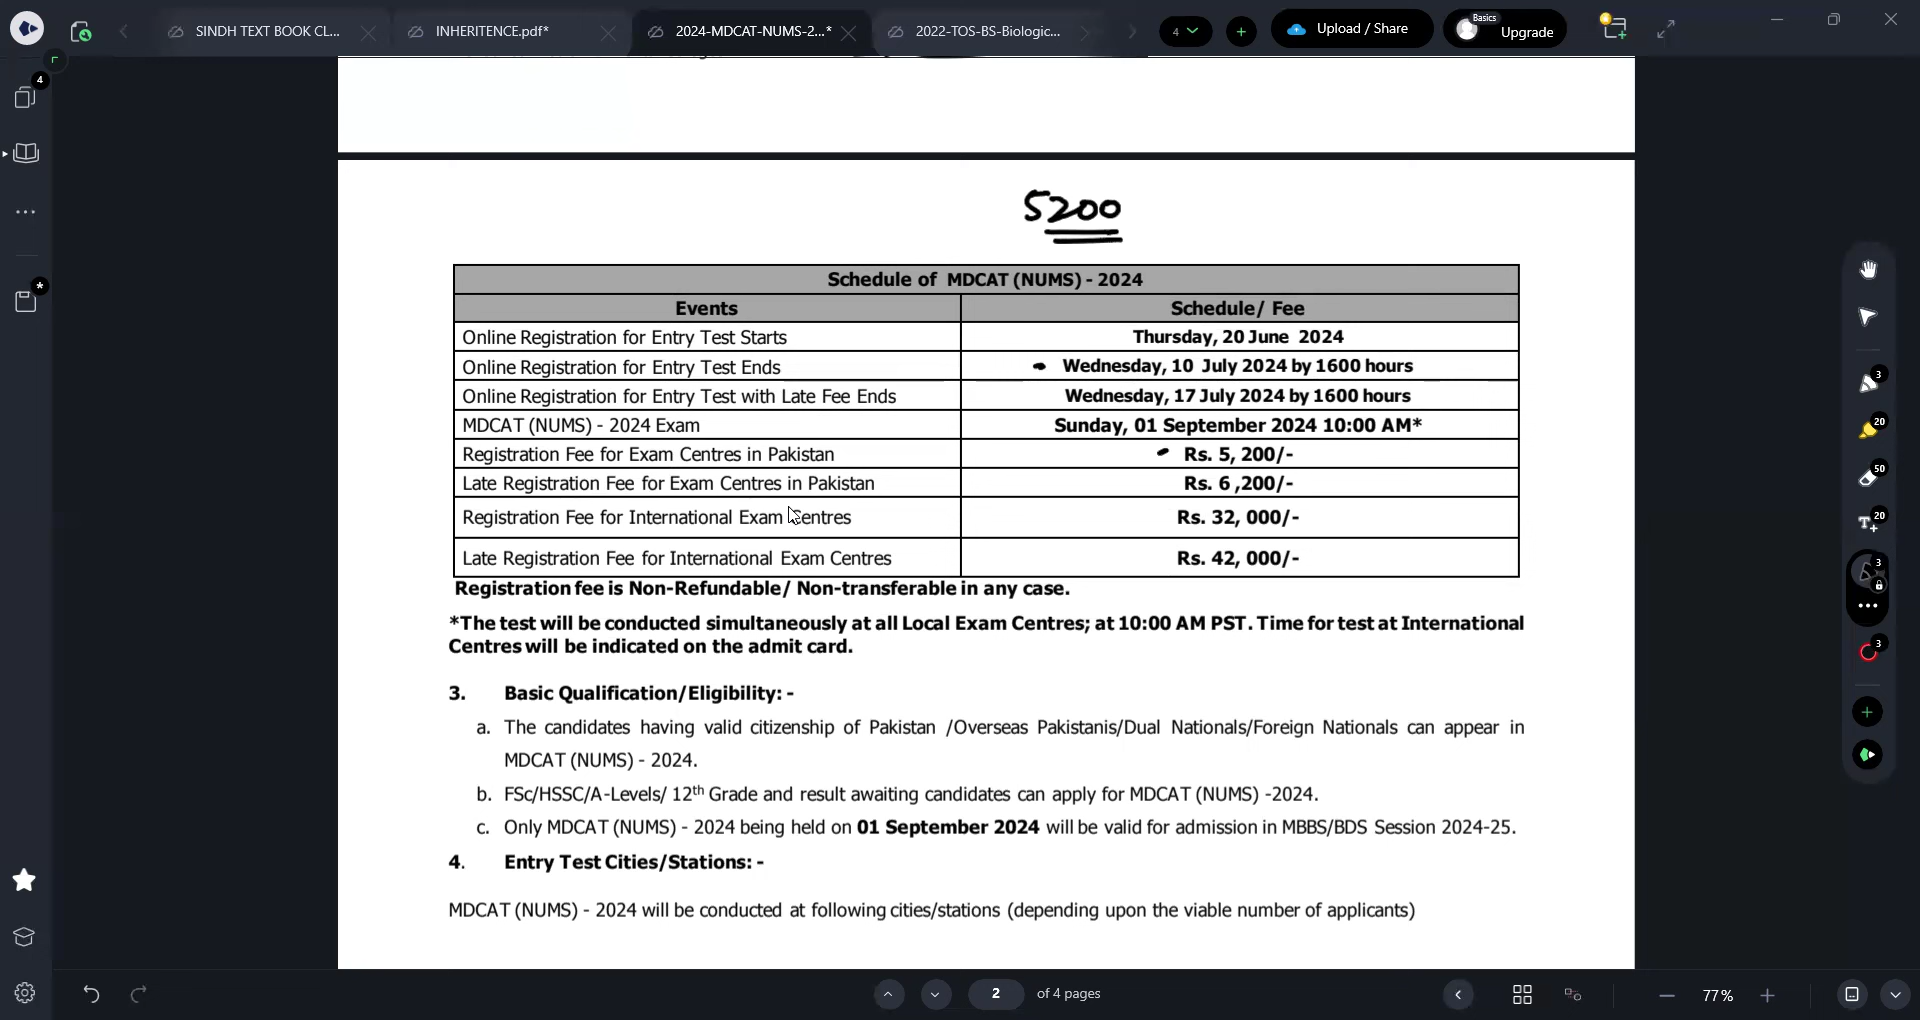 SINDH TEXT BOOK CL...
INHERITENCE.pdf*
2024-MDCAT-NUMS-2...*
2022-TOS-BS-Biologic...
4
Upload / Share
Basics
Upgrade
4
5200
Schedule of MDCAT (NUMS) - 2024
Events Schedule/ Fee
Online Registration for Entry Test Starts Thursday, 20 June 2024
Online Registration for Entry Test Ends Wednesday, 10 July 2024 by 1600 hours
Online Registration for Entry Test with Late Fee Ends Wednesday, 17 July 2024 by 1600 hours
MDCAT (NUMS) - 2024 Exam Sunday, 01 September 2024 10:00 AM*
Registration Fee for Exam Centres in Pakistan Rs. 5, 200/-
Late Registration Fee for Exam Centres in Pakistan Rs. 6 ,200/-
Registration Fee for International Exam Centres Rs. 32, 000/-
Late Registration Fee for International Exam Centres Rs. 42, 000/-
Registration fee is Non-Refundable/ Non-transferable in any case.
*The test will be conducted simultaneously at all Local Exam Centres; at 10:00 AM PST. Time for test at International
Centres will be indicated on the admit card.
3. Basic Qualification/Eligibility: -
a. The candidates having valid citizenship of Pakistan /Overseas Pakistanis/Dual Nationals/Foreign Nationals can appear in
MDCAT (NUMS) - 2024.
b. FSc/HSSC/A-Levels/ 12th Grade and result awaiting candidates can apply for MDCAT (NUMS) -2024.
c. Only MDCAT (NUMS) - 2024 being held on 01 September 2024 will be valid for admission in MBBS/BDS Session 2024-25.
4. Entry Test Cities/Stations: -
MDCAT (NUMS) - 2024 will be conducted at following cities/stations (depending upon the viable number of applicants)
3
20
50
20
3
3
2 of 4 pages
77%